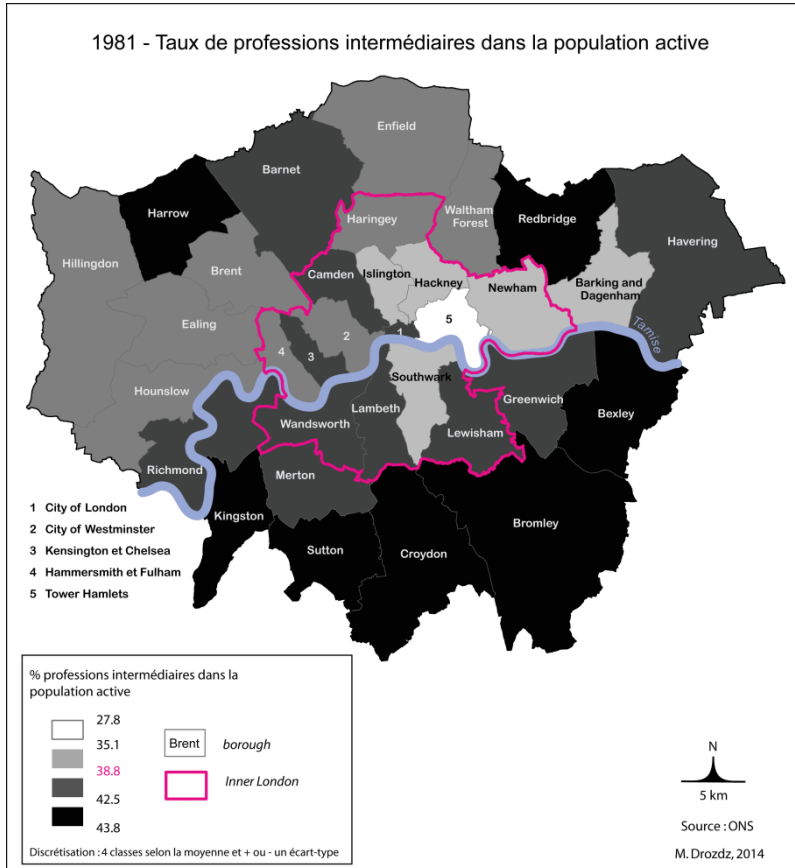 1981 - Taux de professions intermédiaires dans la population active
Enfield
Barnet
Harrow
Haringey
Waltham
Forest
Redbridge
Havering
Hillingdon
Brent
Camden
Islington
Hackney
Newham
Barking and
Dagenham
Ealing
5
1
2
3
4
Tamise
Hounslow
Southwark
Greenwich
Bexley
Lambeth
Wandsworth
Lewisham
Richmond
Merton
Kingston
Bromley
Sutton
Croydon
1 City of London
2 City of Westminster
3 Kensington et Chelsea
4 Hammersmith et Fulham
5 Tower Hamlets
% professions intermédiaires dans la
population active
27.8
35.1
38.8
42.5
43.8
Brent
borough
Inner London
Discrétisation : 4 classes selon la moyenne et + ou - un écart-type
N
5 km
Source : ONS
M. Drozdz, 2014